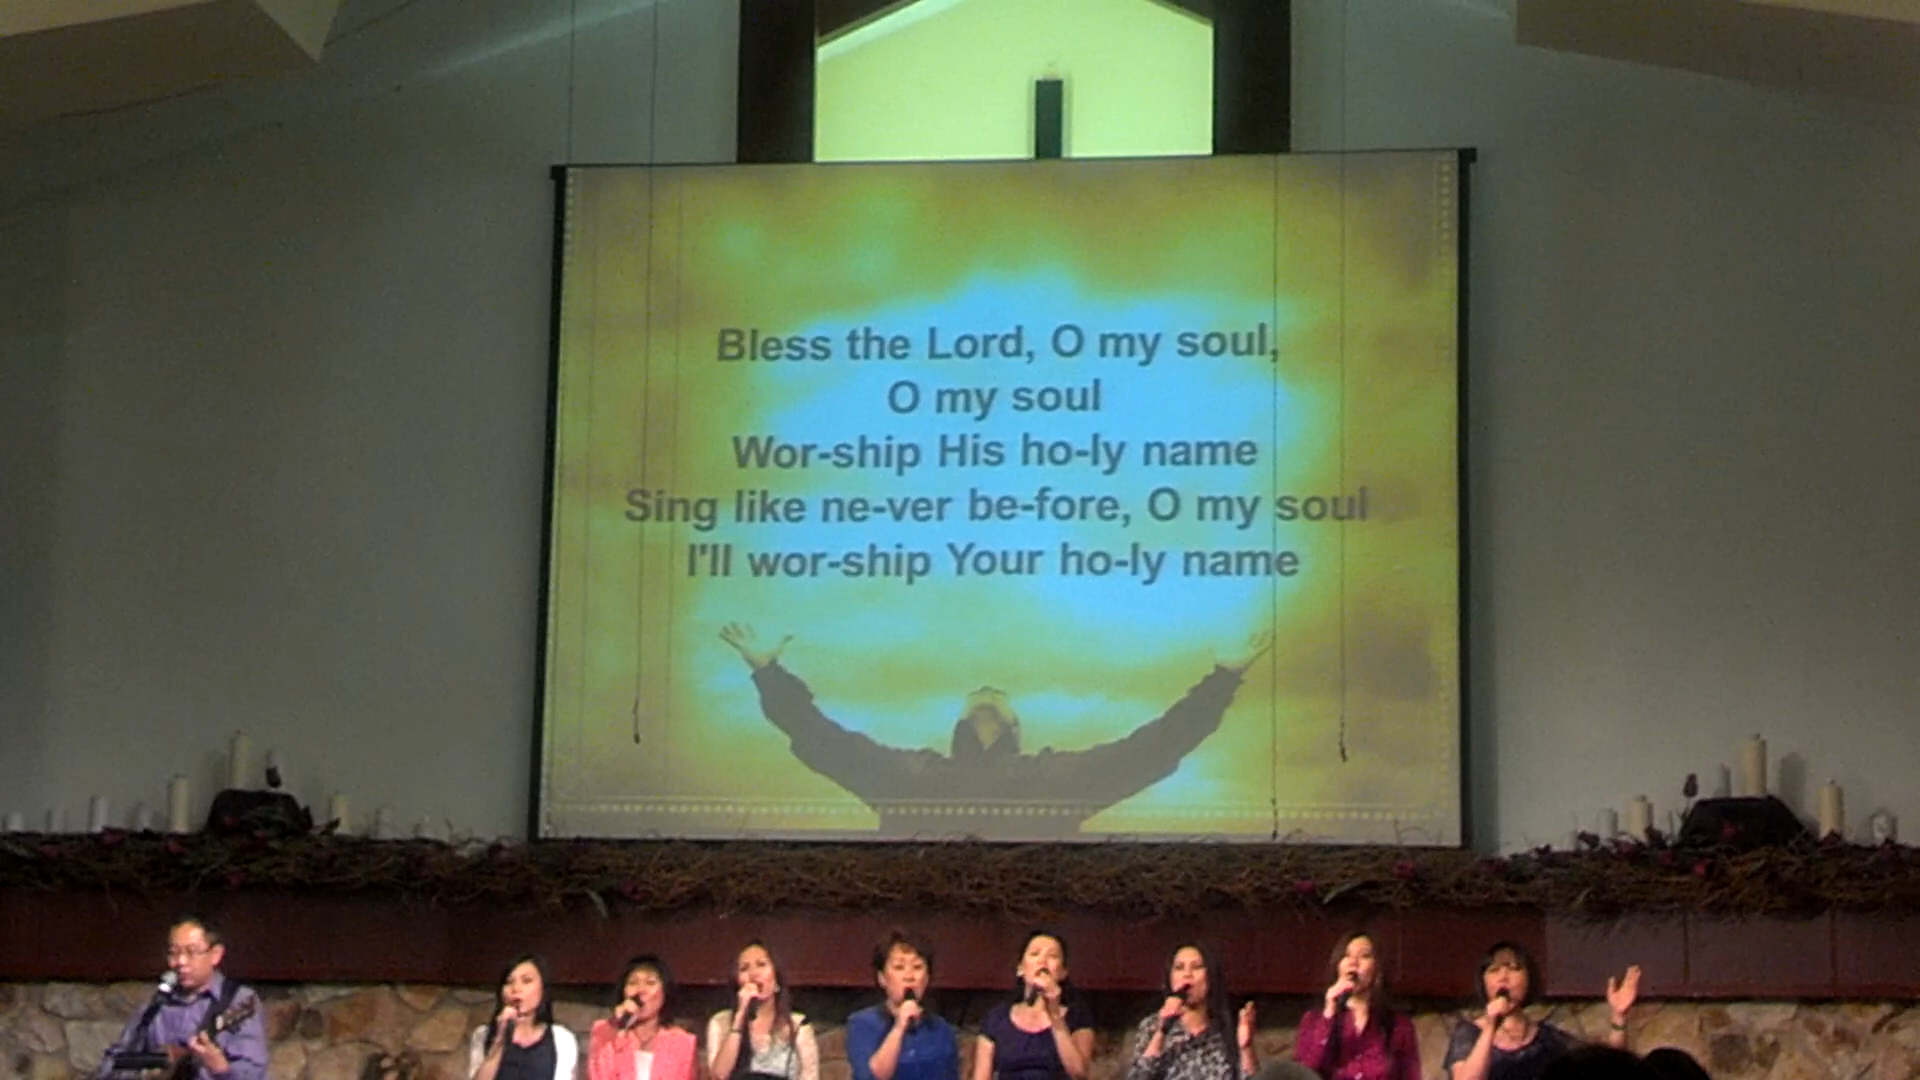 Bless the Lord, O my soul,
O my soul
Wor-ship His ho-ly name
Sing like ne-ver be-fore, O my soul
I'll wor-ship Your ho-ly name